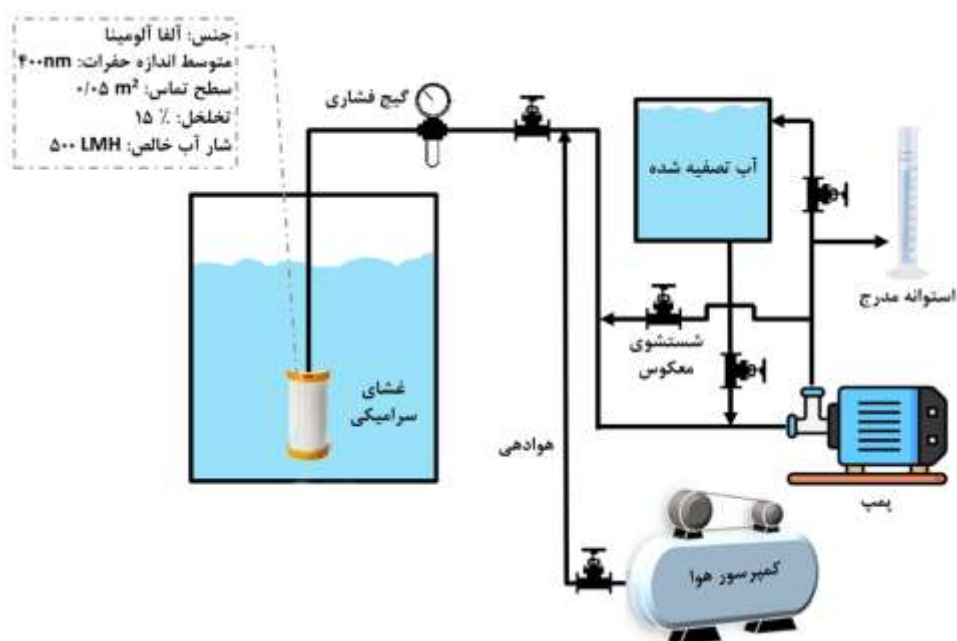 جنس: آلفا آلومینا
متوسط اندازه حفرات: ۴۰۰nm
سطح تماس: ۰/۰۵ m²
تخلخل: ٪ ۱۵
شار آب خالص: ۵۰۰ LMH
گیج فشاری
آب تصفیه شده
استوانه مدرج
شستشوی
معکوس
غشای
سرامیکی
هوادهی
پمپ
کمپرسور هوا